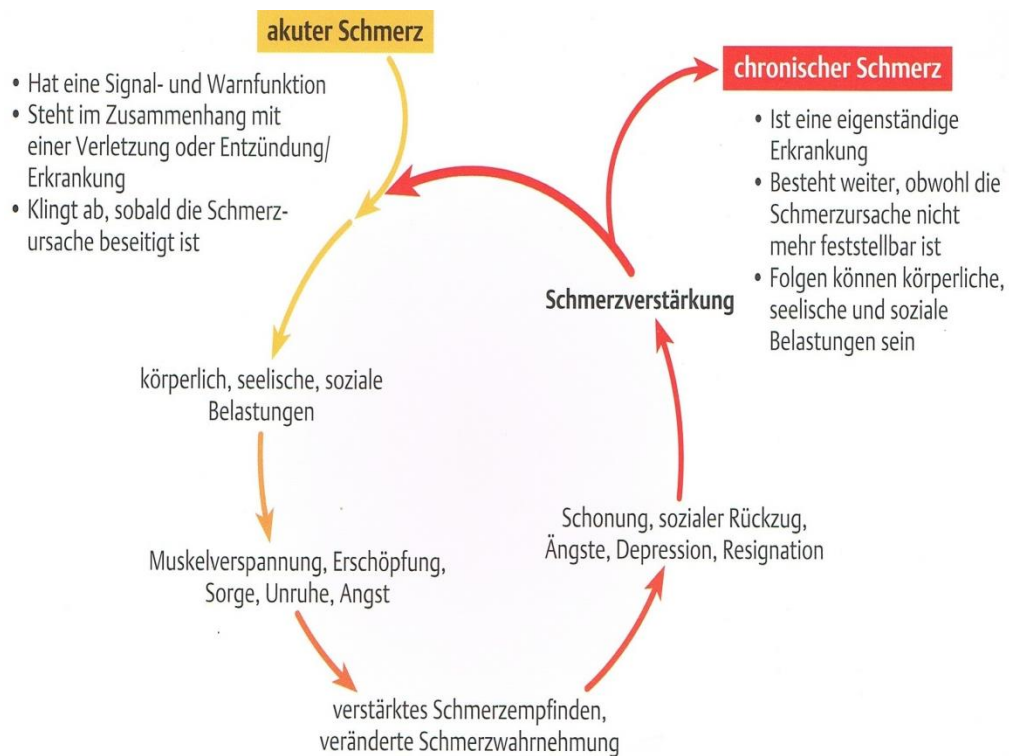 akuter Schmerz
• Hat eine Signal- und Warnfunktion
• Steht im Zusammenhang mit
einer Verletzung oder Entzündung/
Erkrankung
• Klingt ab, sobald die Schmerz-
ursache beseitigt ist
chronischer Schmerz
• Ist eine eigenständige
Erkrankung
• Besteht weiter, obwohl die
Schmerzursache nicht
mehr feststellbar ist
• Folgen können körperliche,
seelische und soziale
Belastungen sein
körperlich, seelische, soziale
Belastungen
Muskelverspannung, Erschöpfung,
Sorge, Unruhe, Angst
verstärktes Schmerzempfinden,
veränderte Schmerzwahrnehmung
Schonung, sozialer Rückzug,
Ängste, Depression, Resignation
Schmerzverstärkung